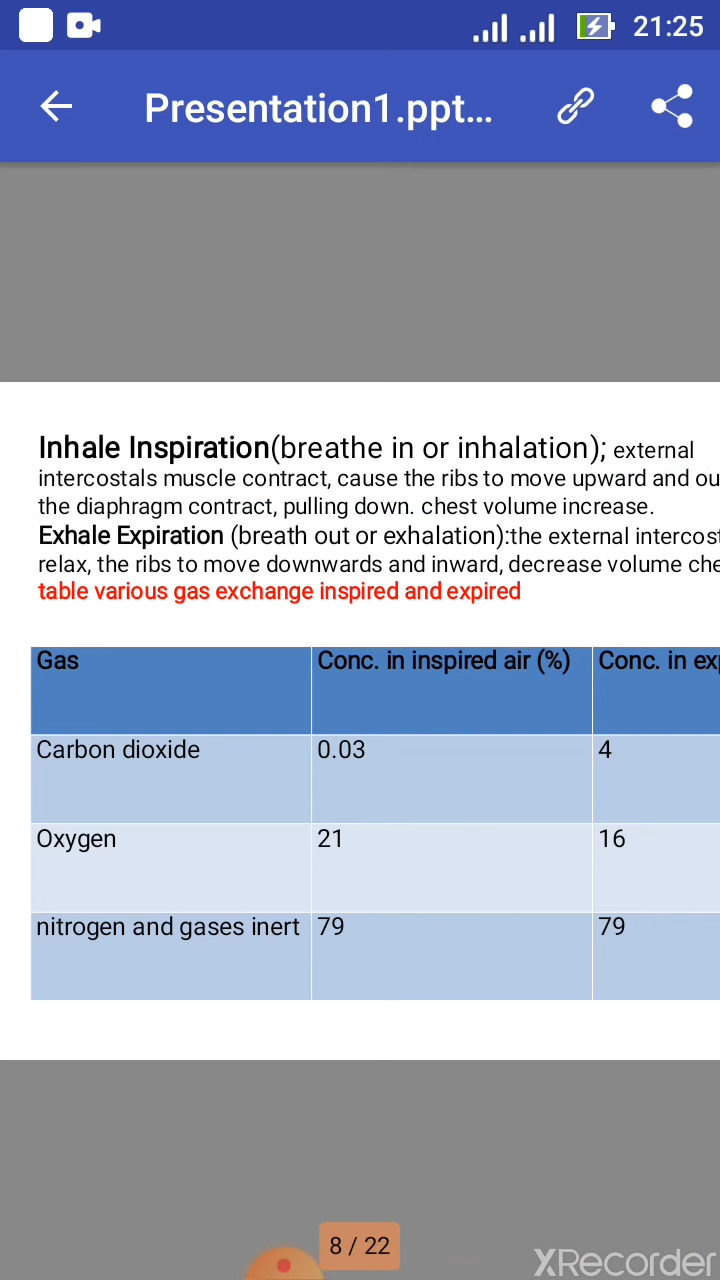 21:25
Presentation1.ppt...
Inhale Inspiration(breathe in or inhalation); external
intercostals muscle contract, cause the ribs to move upward and ou
the diaphragm contract, pulling down. chest volume increase.
Exhale Expiration (breath out or exhalation):the external intercost
relax, the ribs to move downwards and inward, decrease volume che
table various gas exchange inspired and expired
Gas Conc. in inspired air (%) Conc. in exp
Carbon dioxide 0.03 4
Oxygen 21 16
nitrogen and gases inert 79 79
8 / 22
XRecorder